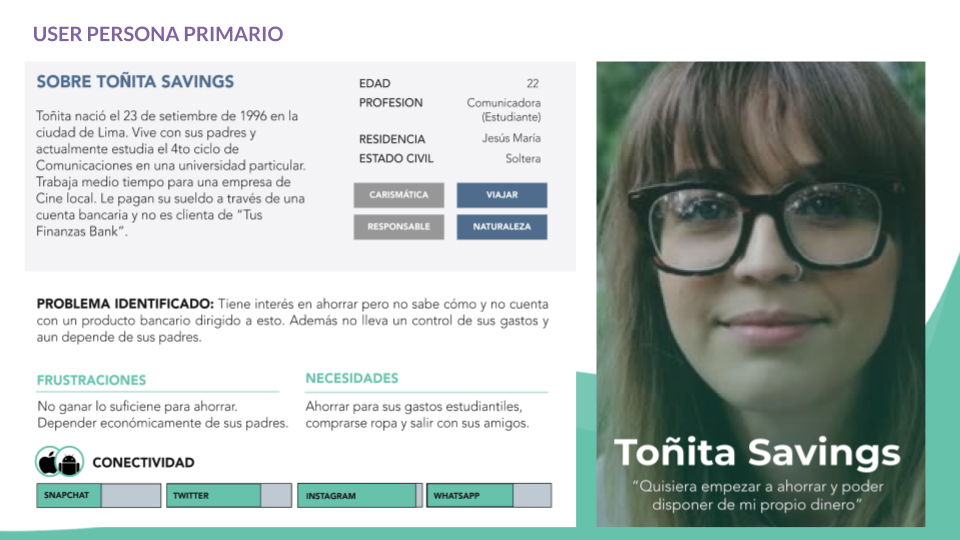 USER PERSONA PRIMARIO
SOBRE TOÑITA SAVINGS
Toñita nació el 23 de setiembre de 1996 en la
ciudad de Lima. Vive con sus padres y
actualmente estudia el 4to ciclo de
Comunicaciones en una universidad particular.
Trabaja medio tiempo para una empresa de
Cine local. Le pagan su sueldo a través de una
cuenta bancaria y no es clienta de “Tus
Finanzas Bank”.
EDAD 22
PROFESION Comunicadora
(Estudiante)
RESIDENCIA Jesús María
ESTADO CIVIL Soltera
CARISMÁTICA VIAJAR
RESPONSABLE NATURALEZA
PROBLEMA IDENTIFICADO: Tiene interés en ahorrar pero no sabe cómo y no cuenta
con un producto bancario dirigido a esto. Además no lleva un control de sus gastos y
aun depende de sus padres.
FRUSTRACIONES
No ganar lo suficiene para ahorrar.
Depender económicamente de sus padres.
NECESIDADES
Ahorrar para sus gastos estudiantiles,
comprarse ropa y salir con sus amigos.
CONECTIVIDAD
SNAPCHAT TWITTER INSTAGRAM WHATSAPP
Toñita Savings
“Quisiera empezar a ahorrar y poder
disponer de mi propio dinero”